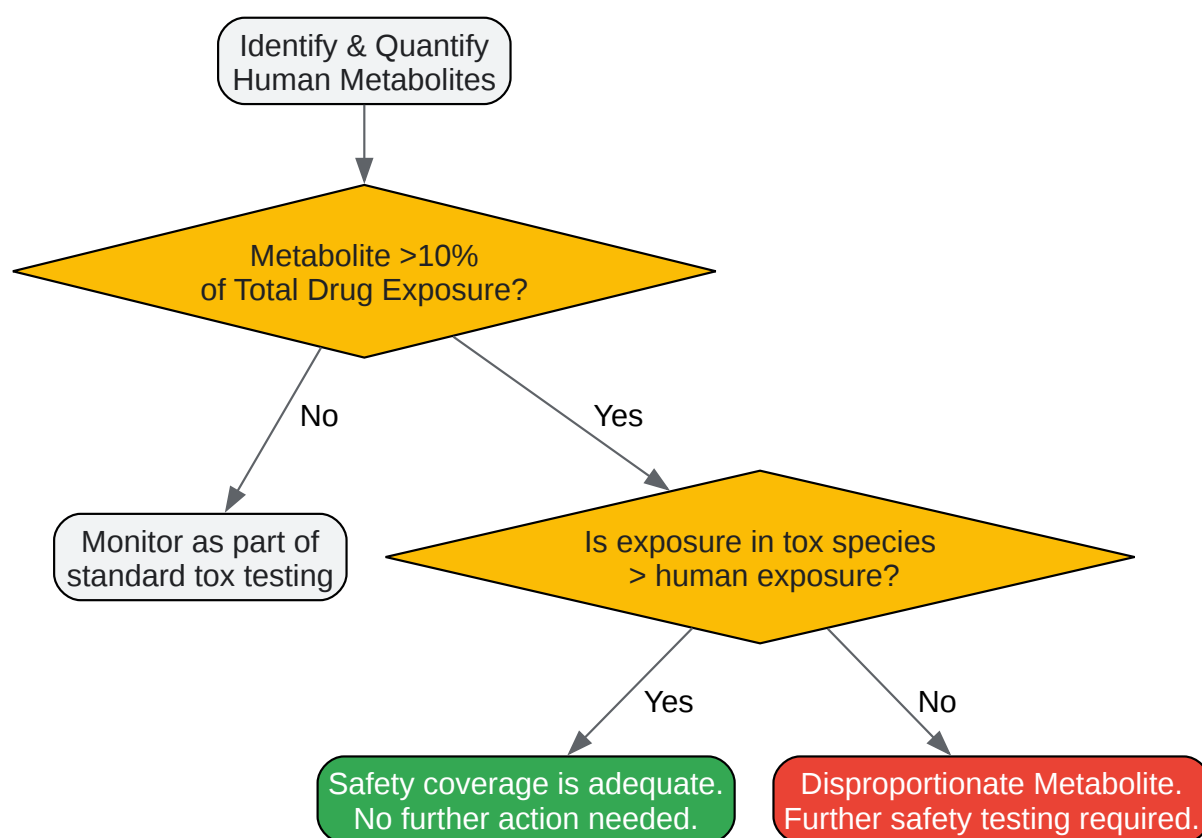 Identify & Quantify
Human Metabolites
Metabolite >10%
of Total Drug Exposure?
No
Yes
Monitor as part of
standard tox testing
Is exposure in tox species
> human exposure?
Yes
No
Safety coverage is adequate.
No further action needed.
Disproportionate Metabolite.
Further safety testing required.